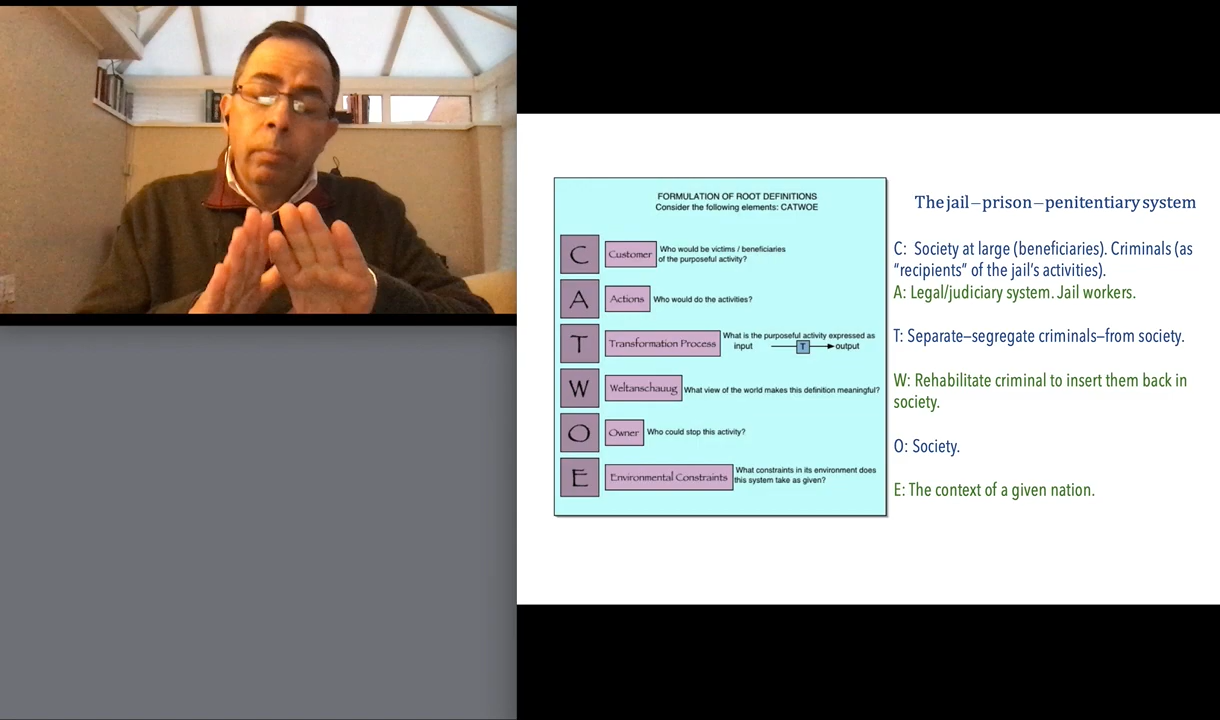 FORMULATION OF ROOT DEFINITIONS
Consider the following elements: CATWOE
C Customer Who would be victims / beneficiaries
of the purposeful activity?
A Actions Who would do the activities?
T Transformation Process What is the purposeful activity expressed as
input T output
W Weltanschauug What view of the world makes this definition meaningful?
O Owner Who could stop this activity?
E Environmental Constraints What constraints in its environment does
this system take as given?
The jail–prison–penitentiary system
C: Society at large (beneficiaries). Criminals (as
“recipients” of the jail’s activities).
A: Legal/judiciary system. Jail workers.
T: Separate–segregate criminals–from society.
W: Rehabilitate criminal to insert them back in
society.
O: Society.
E: The context of a given nation.